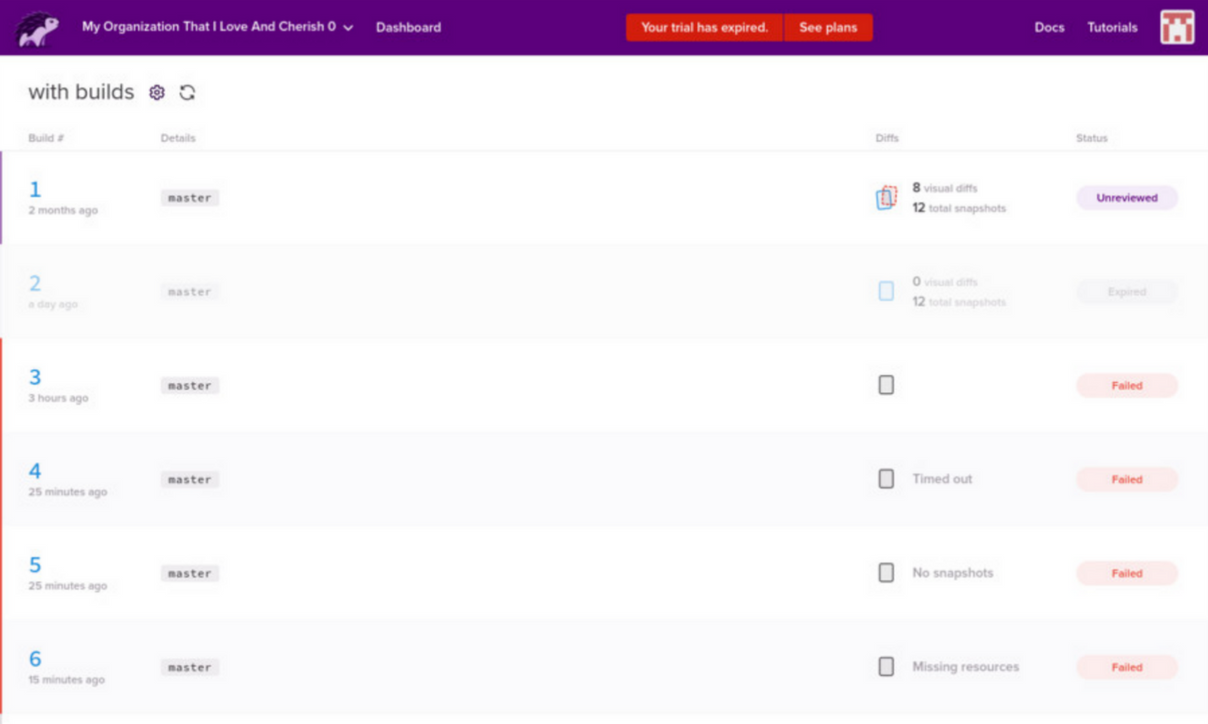 My Organization That I Love And Cherish 0 Dashboard Your trial has expired. See plans Docs Tutorials
with builds
Build # Details Diffs Status
1 master 8 visual diffs Unreviewed
2 months ago 12 total snapshots
2 master 0 visual diffs Expired
a day ago 12 total snapshots
3 master Failed
3 hours ago
4 master Timed out Failed
25 minutes ago
5 master No snapshots Failed
25 minutes ago
6 master Missing resources Failed
15 minutes ago